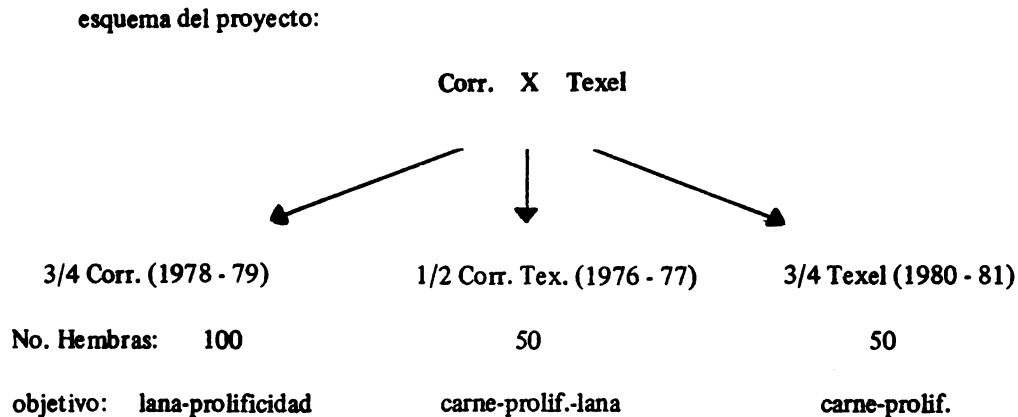 esquema del proyecto:
Corr. X Texel
3/4 Corr. (1978 - 79) 1/2 Corr. Tex. (1976 - 77) 3/4 Texel (1980 - 81)
No. Hembras: 100 50 50
objetivo: lana-prolificidad carne-prolif.-lana carne-prolif.